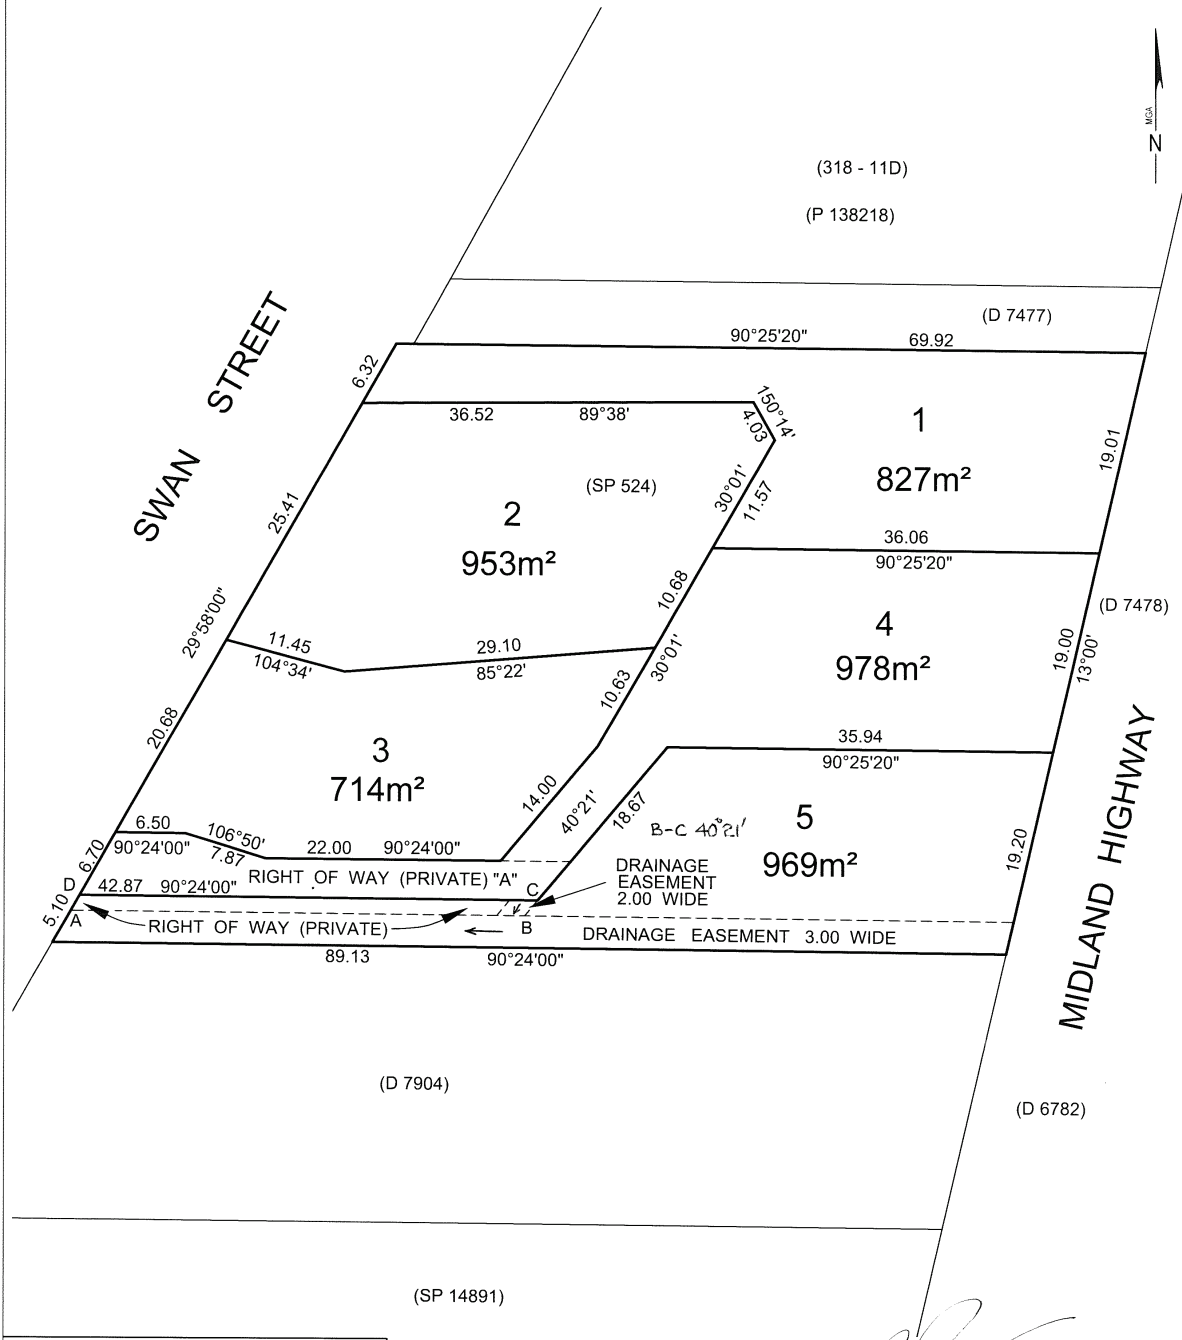 MGA
N
(318 - 11D)
(P 138218)
(D 7477)
SWAN STREET
90°25'20" 69.92
6.32
36.52 89°38'
150°14'
4.03
1
827m²
19.01
(SP 524)
30°01'
11.57
25.41
2
953m²
36.06
90°25'20"
10.68
(D 7478)
4
978m²
19.00
13°00'
29°58'00"
11.45
104°34'
29.10
85°22'
30°01'
10.63
20.68
3
714m²
35.94
90°25'20"
14.00
40°21'
18.67
B-C 40°21'
5
969m²
19.20
MIDLAND HIGHWAY
6.50
90°24'00"
106°50'
7.87
22.00 90°24'00"
6.70
RIGHT OF WAY (PRIVATE) "A"
DRAINAGE
EASEMENT
2.00 WIDE
D 42.87 90°24'00" C
5.10
A
B
RIGHT OF WAY (PRIVATE)
DRAINAGE EASEMENT 3.00 WIDE
89.13 90°24'00"
(D 7904)
(D 6782)
(SP 14891)